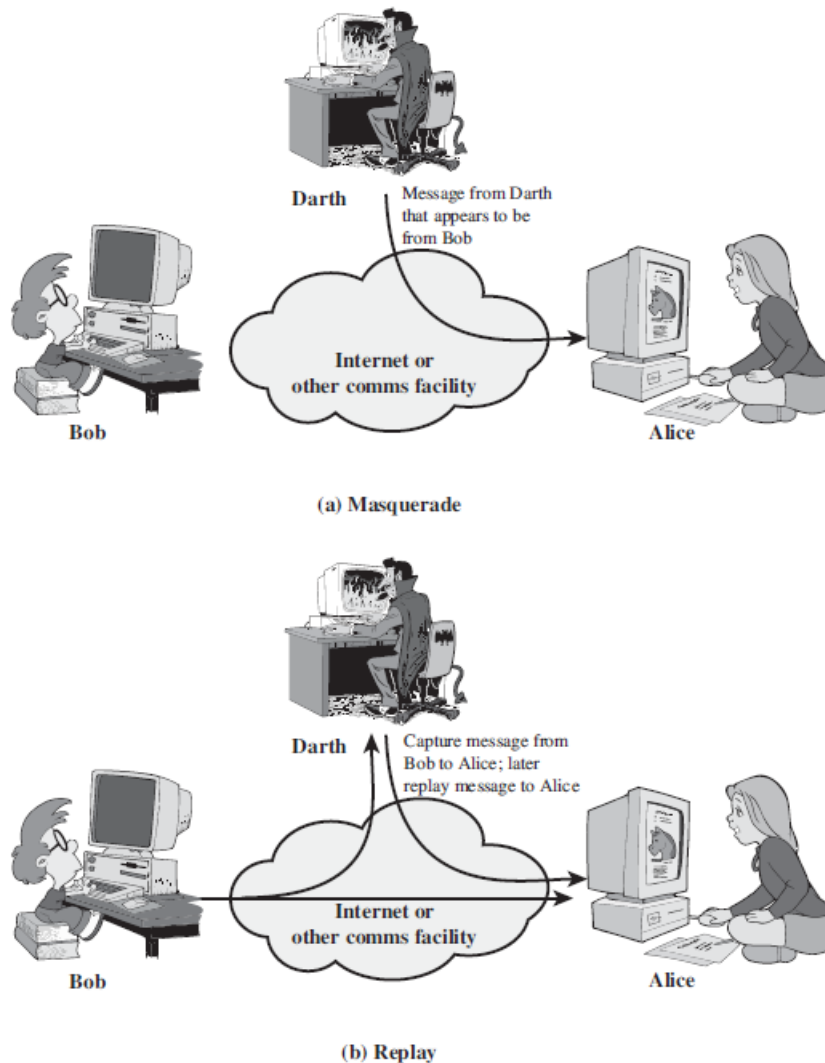 Darth
Message from Darth
that appears to be
from Bob
Internet or
other comms facility
Bob
Alice
(a) Masquerade
Darth
Capture message from
Bob to Alice; later
replay message to Alice
Internet or
other comms facility
Bob
Alice
(b) Replay